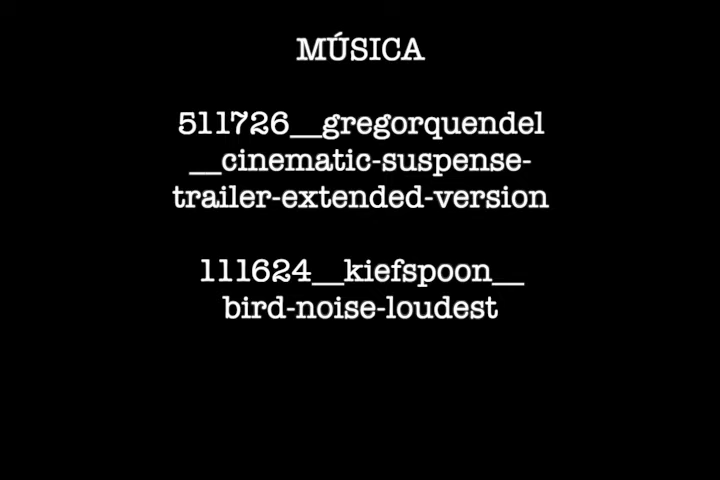 MÚSICA
511726__gregorquendel
__cinematic-suspense-
trailer-extended-version
111624__kiefspoon__
bird-noise-loudest